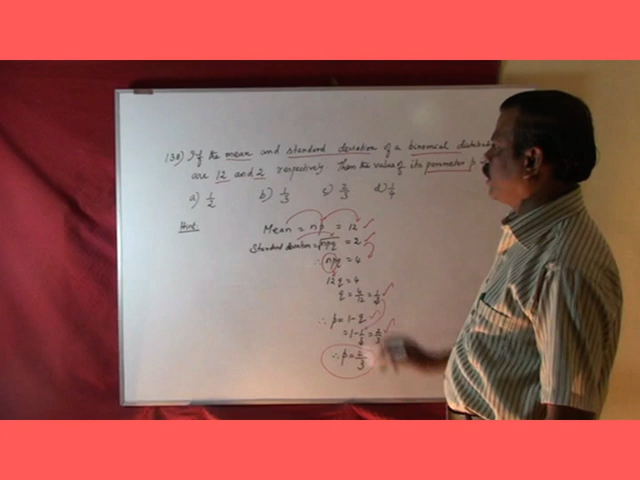 138) If the mean and standard deviation of a binomial distribut
are 12 and 2 respectively. Then the value of its parameter p
a) 1/2 b) 1/3 c) 2/3 d) 1/4
Hint:
Mean = np = 12
Standard deviation = √npq = 2
∴ npq = 4
12q = 4
q = 4/12 = 1/3
∴ p = 1-q
= 1-1/3 = 2/3
∴ p = 2/3